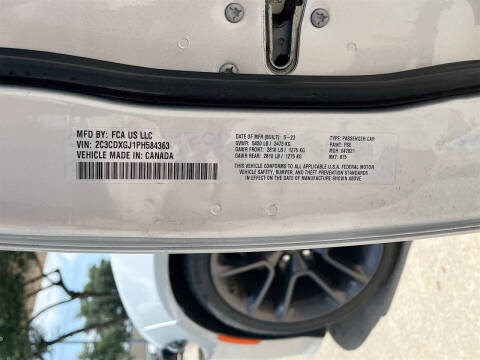 MFD BY: FCA US LLC
VIN: 2C3CDXGJ1PH584363
VEHICLE MADE IN: CANADA
DATE OF MFR (BUILT): 5-23
GVWR: 5450 LB / 2472 KG
GAWR FRONT: 2810 LB / 1275 KG
GAWR REAR: 2810 LB / 1275 KG
TYPE: PASSENGER CAR
PAINT:
MDH:
MKT:
THIS VEHICLE CONFORMS TO ALL APPLICABLE U.S.A. FEDERAL MOTOR
VEHICLE SAFETY, BUMPER, AND THEFT PREVENTION STANDARDS
IN EFFECT ON THE DATE OF MANUFACTURE SHOWN ABOVE.